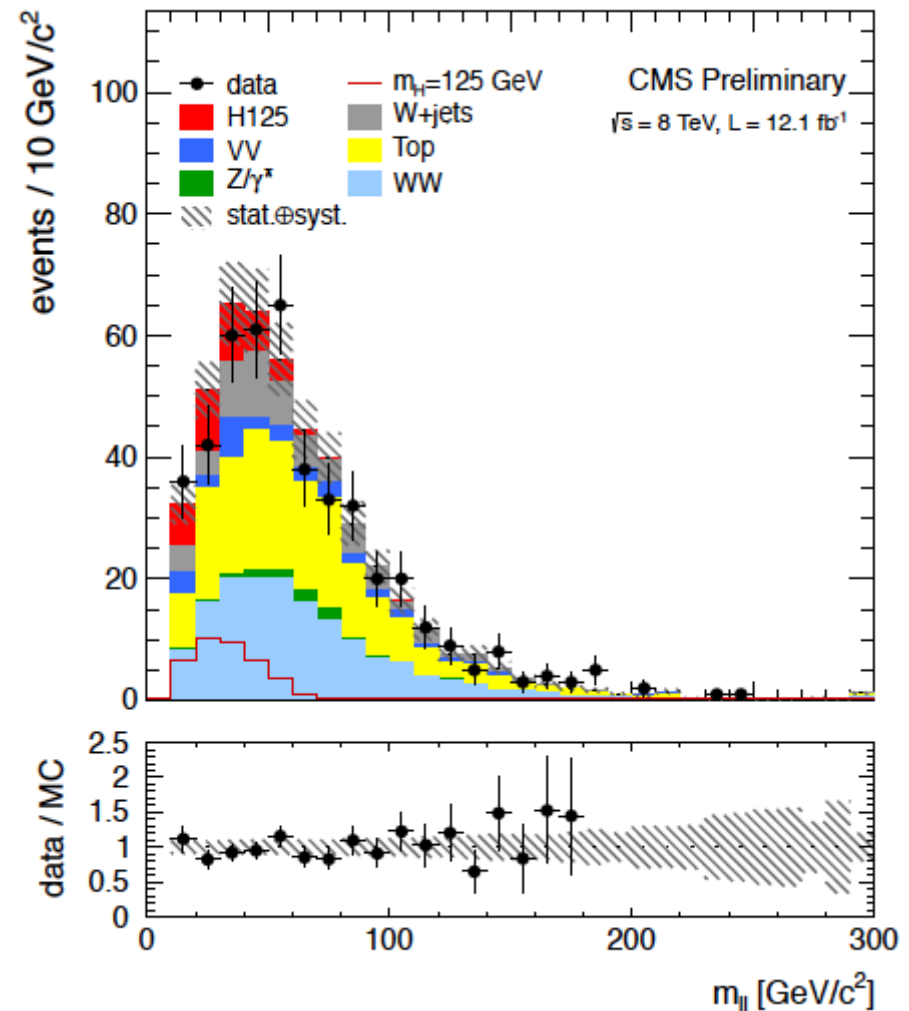 events / 10 GeV/c²
100
80
60
40
20
0
data
H125
VV
Z/γ*
stat.⊕syst.
m_H=125 GeV
W+jets
Top
WW
CMS Preliminary
√s = 8 TeV, L = 12.1 fb⁻¹
data / MC
2.5
2
1.5
1
0.5
0
0 100 200 300
m_ll [GeV/c²]